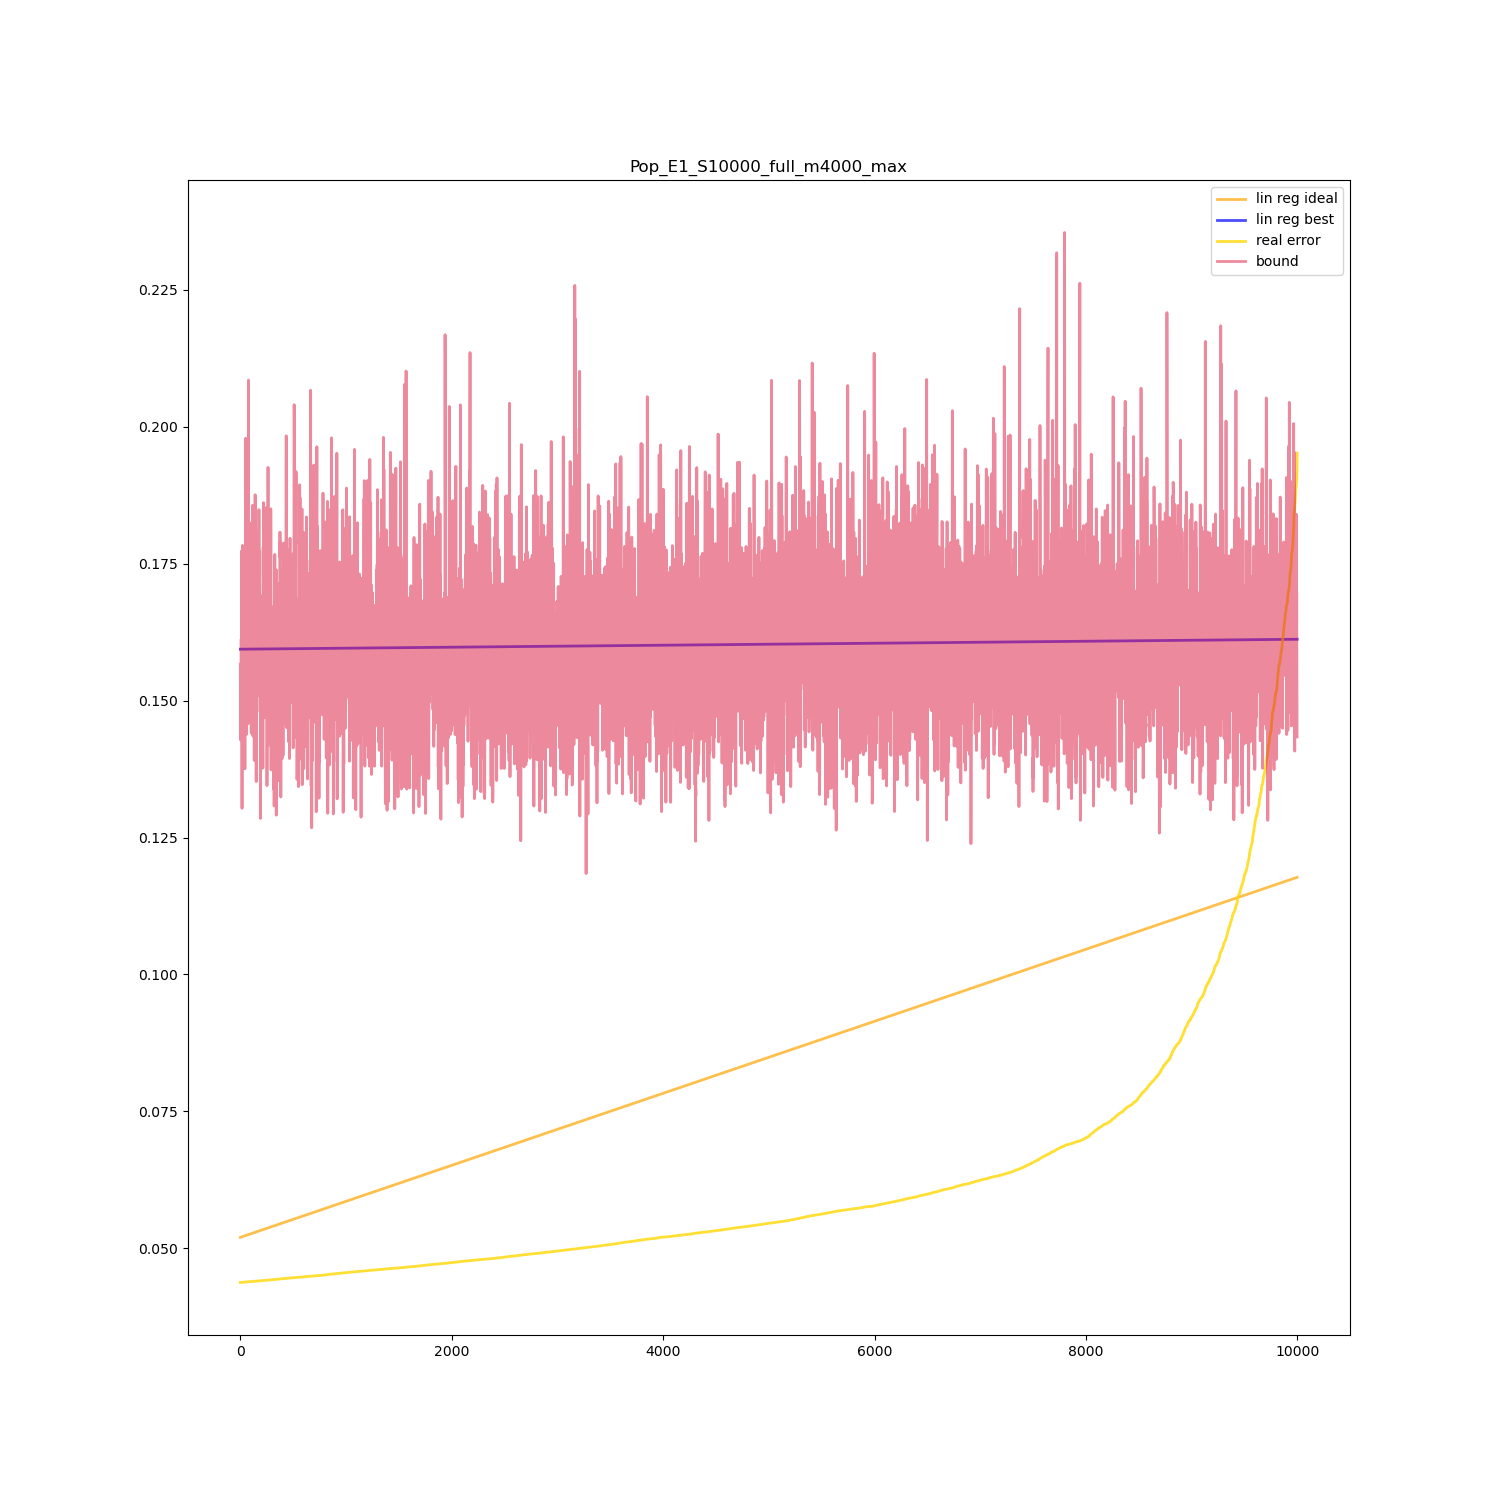 Pop_E1_S10000_full_m4000_max
lin reg ideal
lin reg best
real error
bound
0.225
0.200
0.175
0.150
0.125
0.100
0.075
0.050
0
2000
4000
6000
8000
10000